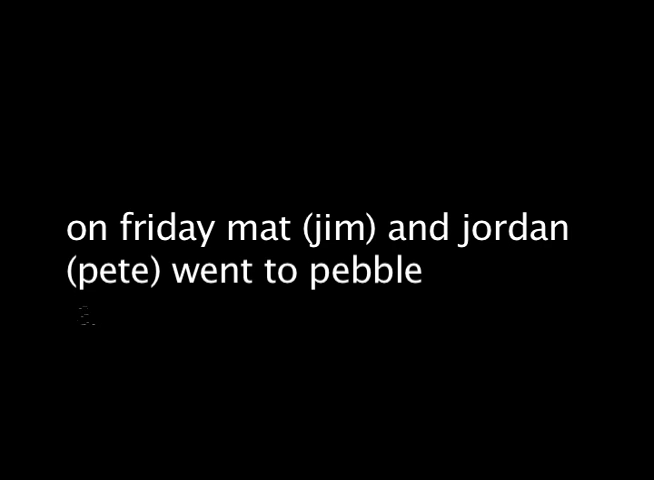 on friday mat (jim) and jordan
(pete) went to pebble